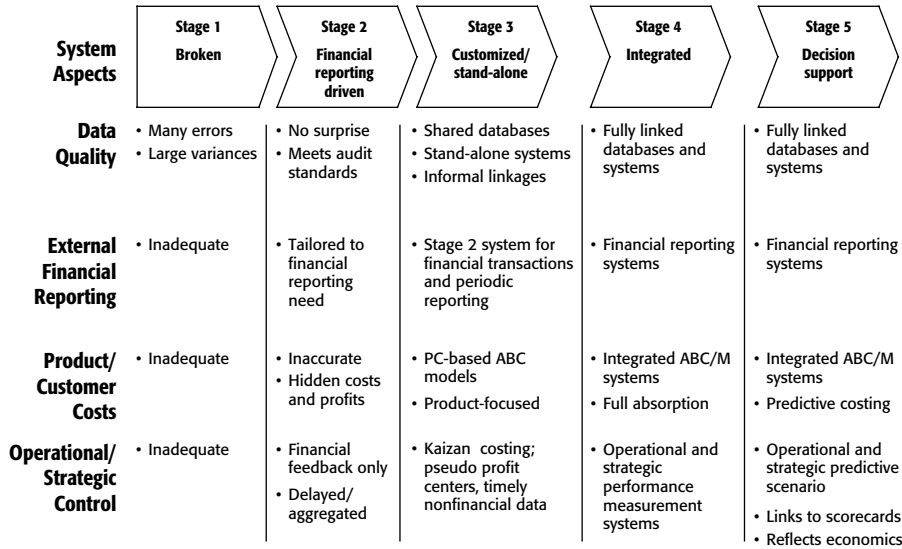 System
Aspects
Stage 1
Broken
Stage 2
Financial
reporting
driven
Stage 3
Customized/
stand-alone
Stage 4
Integrated
Stage 5
Decision
support
Data
Quality
• Many errors
• Large variances
• No surprise
• Meets audit
standards
• Shared databases
• Stand-alone systems
• Informal linkages
• Fully linked
databases and
systems
• Fully linked
databases and
systems
External
Financial
Reporting
• Inadequate
• Tailored to
financial
reporting
need
• Stage 2 system for
financial transactions
and periodic
reporting
• Financial reporting
systems
• Financial reporting
systems
Product/
Customer
Costs
• Inadequate
• Inaccurate
• Hidden costs
and profits
• PC-based ABC
models
• Product-focused
• Integrated ABC/M
systems
• Full absorption
• Integrated ABC/M
systems
• Predictive costing
Operational/
Strategic
Control
• Inadequate
• Financial
feedback only
• Delayed/
aggregated
• Kaizan costing;
pseudo profit
centers, timely
nonfinancial data
• Operational and
strategic
performance
measurement
systems
• Operational and
strategic predictive
scenario
• Links to scorecards
• Reflects economics